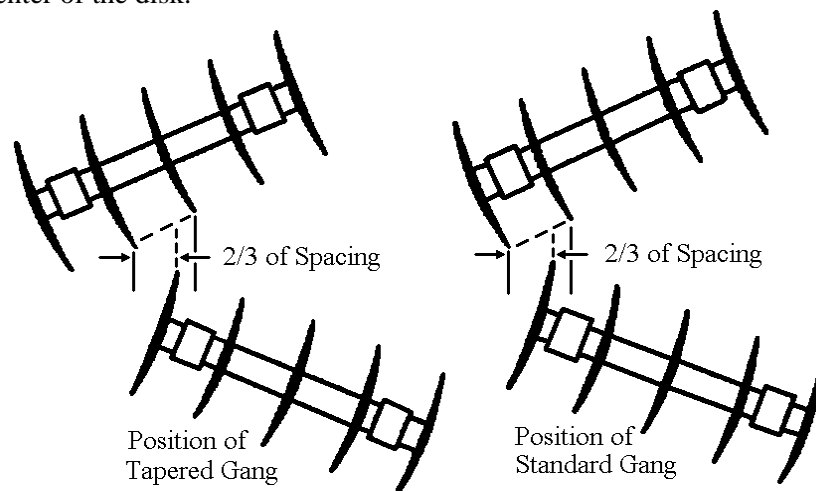 enter of the disk.
2/3 of Spacing
2/3 of Spacing
Position of
Tapered Gang
Position of
Standard Gang